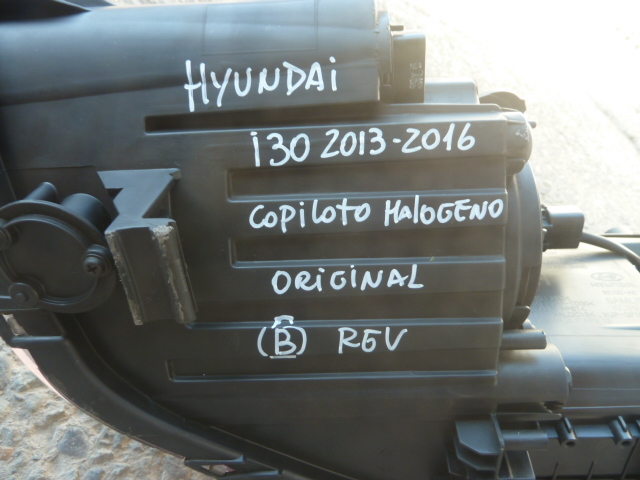 HYUNDAi
i30 2013-2016
COPiLOTO HALOGENO
ORiGiNAL
(B) REV